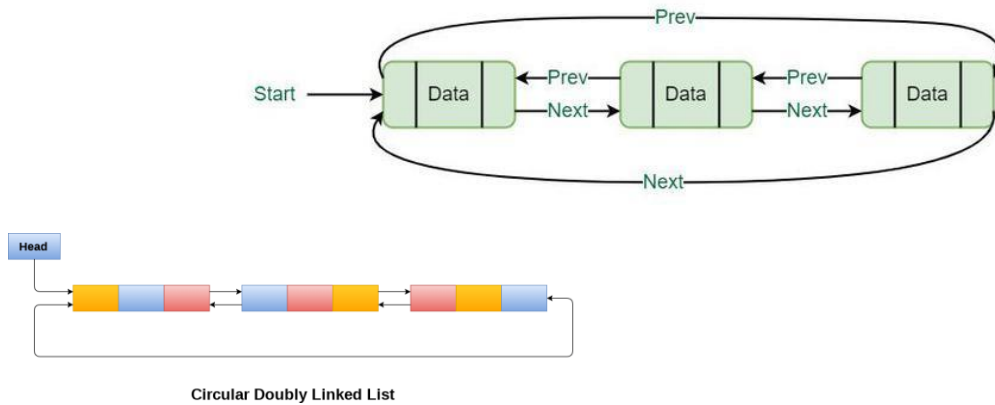 Prev
Start
Data
Prev
Next
Data
Prev
Next
Data
Next
Head
Circular Doubly Linked List